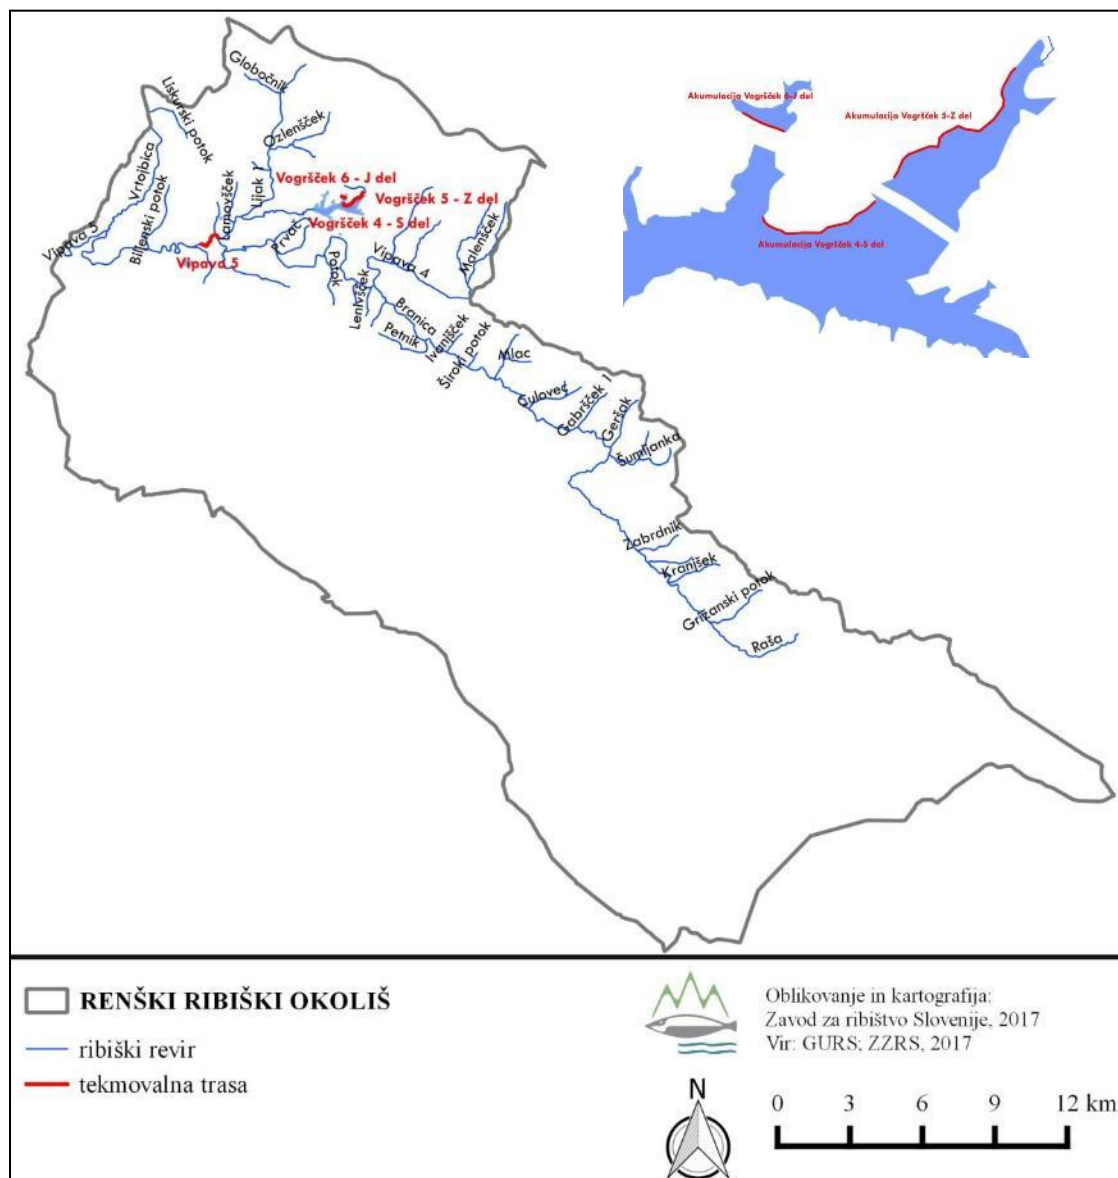 Globočnik
Liskurski potok
Ozlenšček
Vrtojbica
Bilienski potok
Lijak 1
Vogršček 6 - J del
Vogršček 5 - Z del
Vogršček 4 - S del
Vipava 5
Vipava 5
Prvač
Potok
Vipava 4
Malenšček
Lenivšček
Branica
Petnik
Ivanjšček
Široki potok
Mlac
Čulovec
Gabršček 1
Geršak
Šumljanka
Zabrdnik
Kranjšek
Grižanski potok
Raša
Akumulacija Vogršček 6-J del
Akumulacija Vogršček 5-Z del
Akumulacija Vogršček 4-S del
RENŠKI RIBIŠKI OKOLIŠ
ribiški revir
tekmovalna trasa
Oblikovanje in kartografija:
Zavod za ribištvo Slovenije, 2017
Vir: GURS; ZZRS, 2017
N
0 3 6 9 12 km